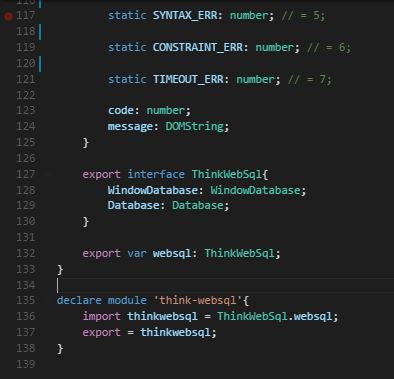 116
117 static SYNTAX_ERR: number; // = 5;
118
119 static CONSTRAINT_ERR: number; // = 6;
120
121 static TIMEOUT_ERR: number; // = 7;
122
123 code: number;
124 message: DOMString;
125 }
126
127 export interface ThinkWebSql{
128 WindowDatabase: WindowDatabase;
129 Database: Database;
130 }
131
132 export var websql: ThinkWebSql;
133 }
134
135 declare module 'think-websql'{
136 import thinkwebsql = ThinkWebSql.websql;
137 export = thinkwebsql;
138 }
139